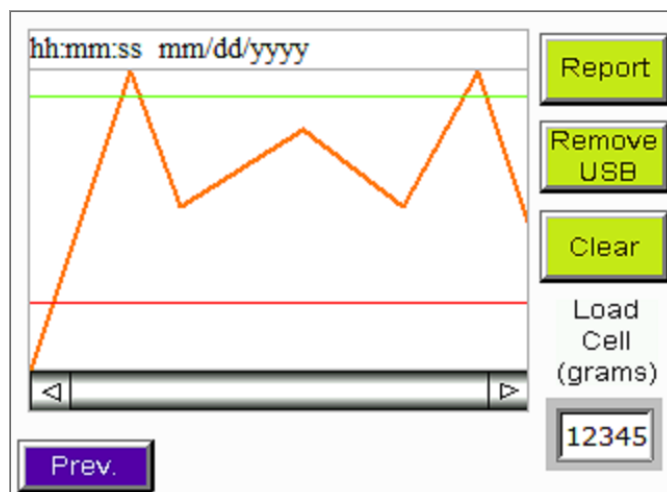 hh:mm:ss mm/dd/yyyy
Report
Remove
USB
Clear
Load
Cell
(grams)
12345
Prev.